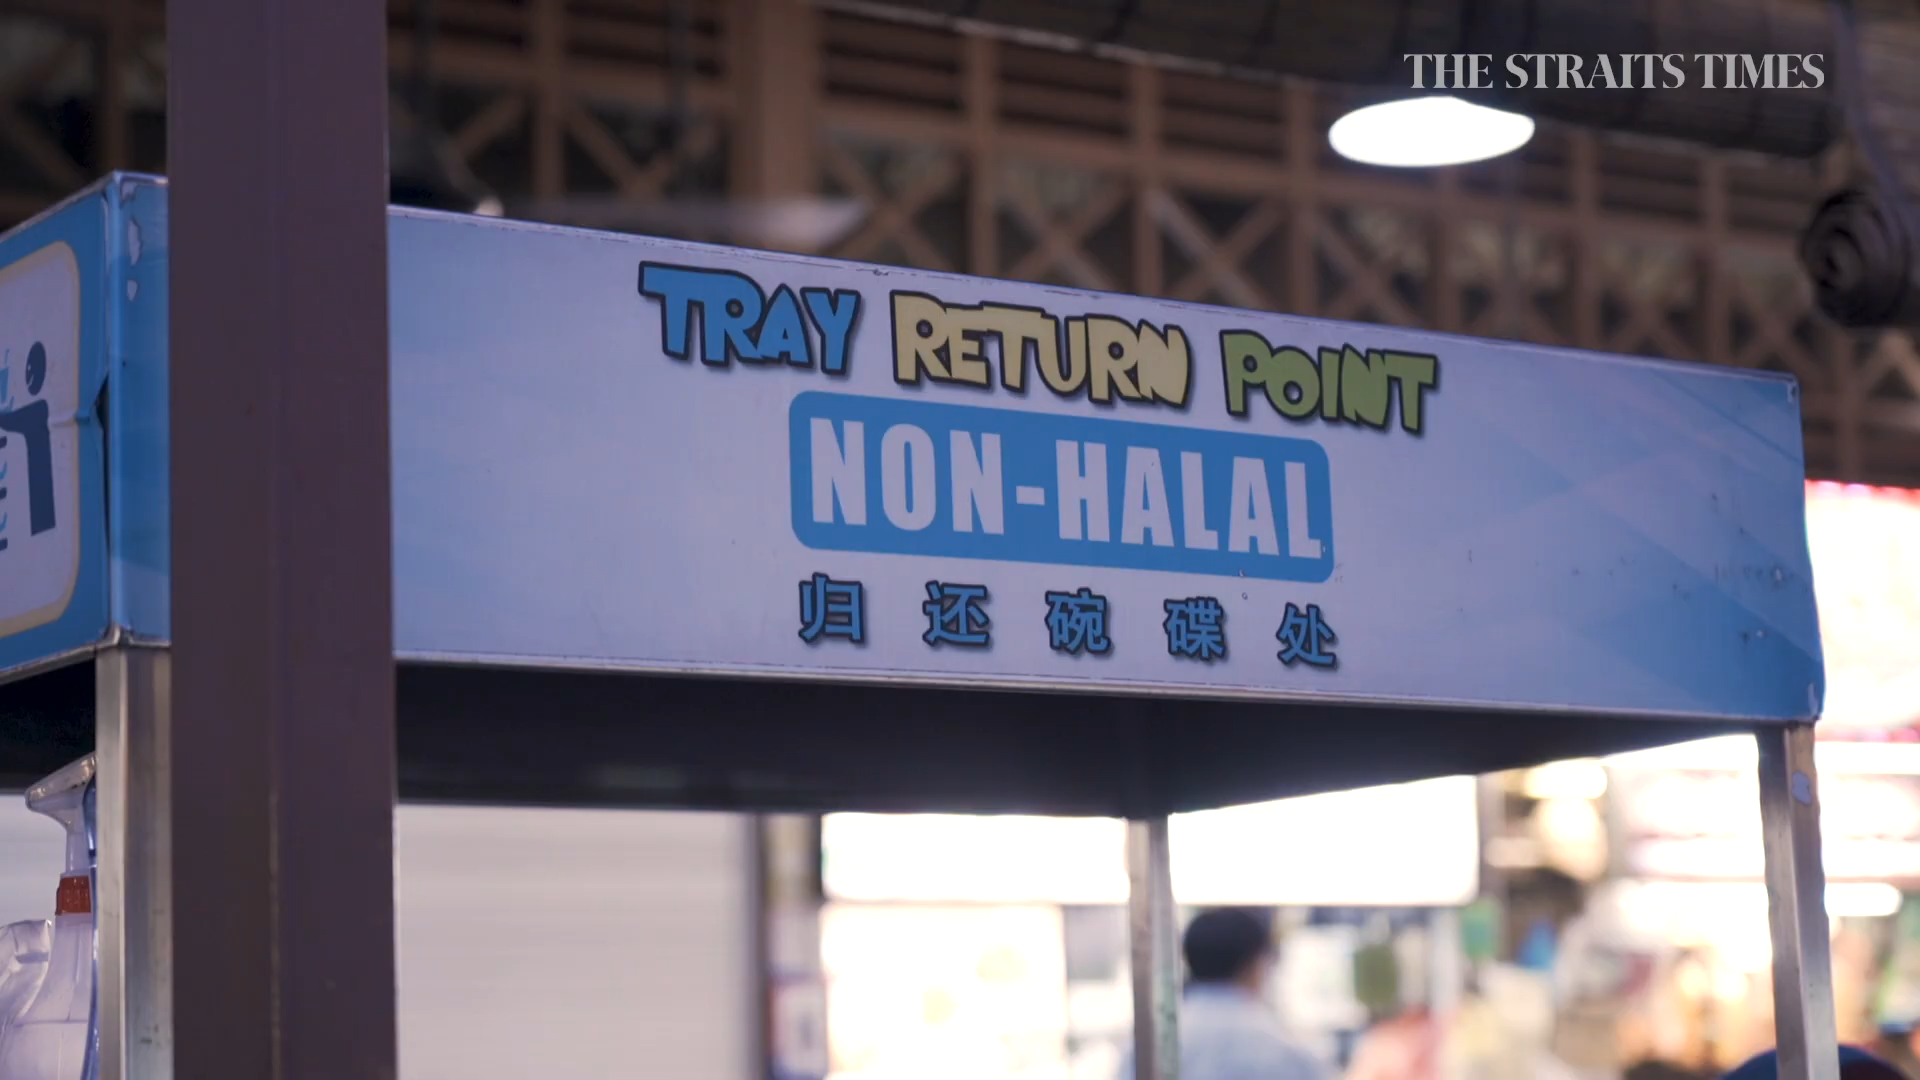 THE STRAITS TIMES
TRAY RETURN POINT
NON-HALAL
归还碗碟处